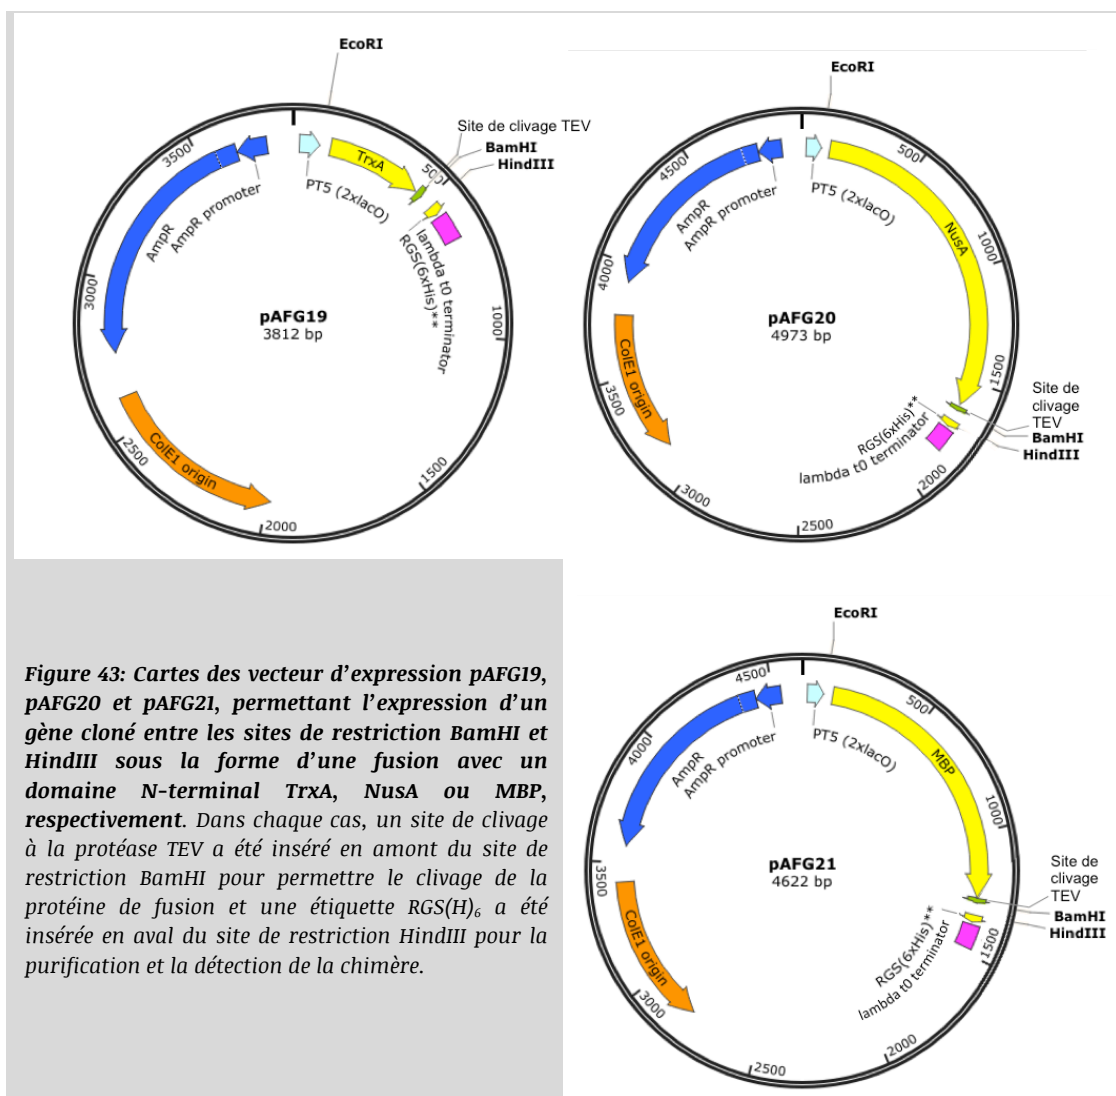 EcoRI
Site de clivage TEV
BamHI
HindIII
500
1000
1500
2000
2500
3000
3500
PT5 (2xlacO)
TrxA
RGS(6xHis)**
lambda t0 terminator
AmpR promoter
AmpR
ColE1 origin
pAFG19
3812 bp
EcoRI
500
1000
1500
2000
2500
3000
3500
4000
4500
PT5 (2xlacO)
NusA
Site de
clivage
TEV
BamHI
HindIII
RGS(6xHis)**
lambda t0 terminator
AmpR
AmpR promoter
ColE1 origin
pAFG20
4973 bp
EcoRI
500
1000
1500
2000
2500
3000
3500
4000
4500
PT5 (2xlacO)
MBP
Site de
clivage
TEV
BamHI
HindIII
RGS(6xHis)**
lambda t0 terminator
AmpR
AmpR promoter
ColE1 origin
pAFG21
4622 bp
Figure 43: Cartes des vecteur d'expression pAFG19,
pAFG20 et pAFG21, permettant l'expression d'un
gène cloné entre les sites de restriction BamHI et
HindIII sous la forme d'une fusion avec un
domaine N-terminal TrxA, NusA ou MBP,
respectivement. Dans chaque cas, un site de clivage
à la protéase TEV a été inséré en amont du site de
restriction BamHI pour permettre le clivage de la
protéine de fusion et une étiquette RGS(H)₆ a été
insérée en aval du site de restriction HindIII pour la
purification et la détection de la chimère.